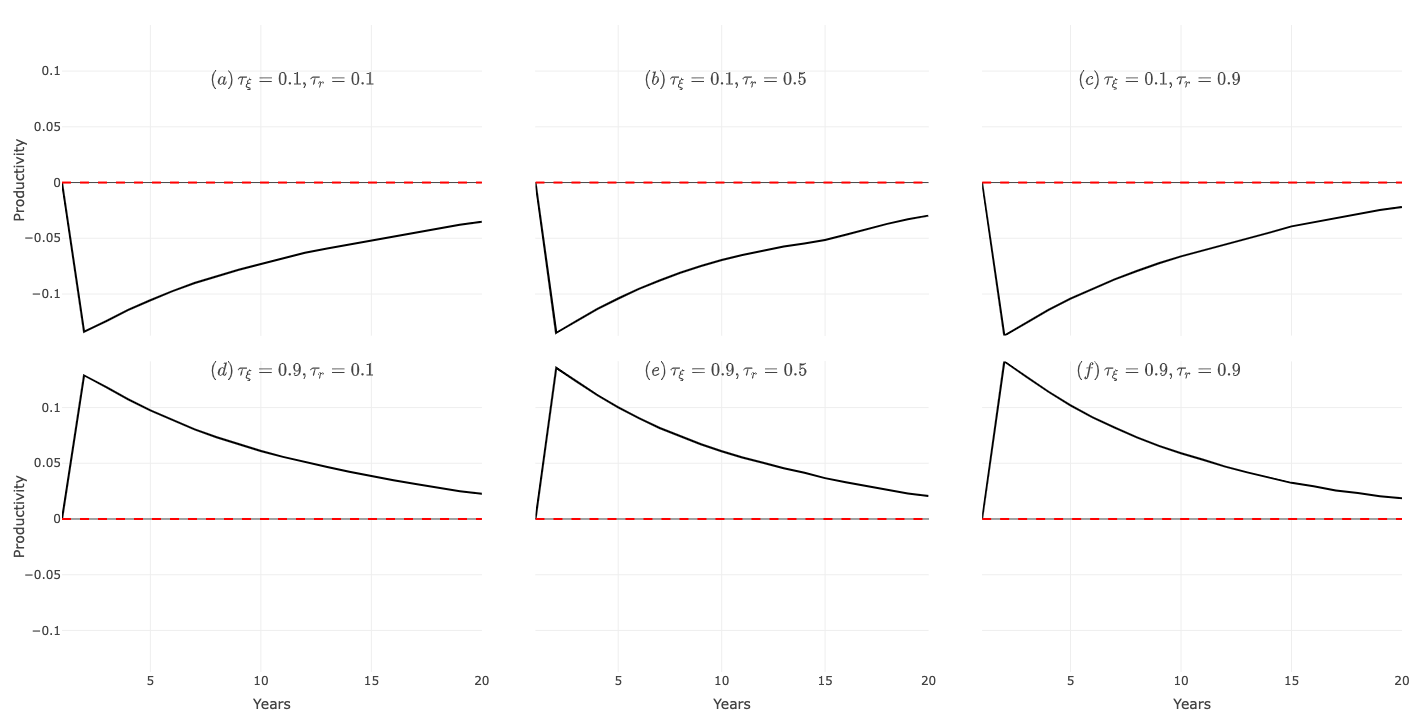 (a) τ_ξ = 0.1, τ_r = 0.1
(b) τ_ξ = 0.1, τ_r = 0.5
(c) τ_ξ = 0.1, τ_r = 0.9
Productivity
0.1
0.05
0
−0.05
−0.1
(d) τ_ξ = 0.9, τ_r = 0.1
(e) τ_ξ = 0.9, τ_r = 0.5
(f) τ_ξ = 0.9, τ_r = 0.9
Productivity
0.1
0.05
0
−0.05
−0.1
5 10 15 20
5 10 15 20
5 10 15 20
Years
Years
Years